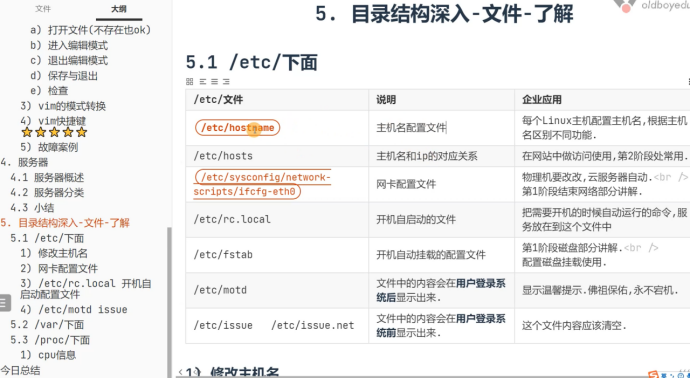 文件
大纲
a) 打开文件(不存在也ok)
b) 进入编辑模式
c) 退出编辑模式
d) 保存与退出
e) 检查
3) vim的模式转换
4) vim快捷键
5) 故障案例
4. 服务器
4.1 服务器概述
4.2 服务器分类
4.3 小结
5. 目录结构深入-文件-了解
5.1 /etc/下面
1) 修改主机名
2) 网卡配置文件
3) /etc/rc.local 开机自
启动配置文件
4) /etc/motd issue
5.2 /var/下面
5.3 /proc/下面
1) cpu信息
今日总结
oldboyedu
5. 目录结构深入-文件-了解
5.1 /etc/下面
/etc/文件 说明 企业应用
/etc/hostname 主机名配置文件 每个Linux主机配置主机名,根据主机
名区别不同功能.
/etc/hosts 主机名和ip的对应关系 在网站中做访问使用,第2阶段处常用.
/etc/sysconfig/network-
scripts/ifcfg-eth0 网卡配置文件 物理机要改改,云服务器自动.<br />
第1阶段结束网络部分讲解.
/etc/rc.local 开机自启动的文件 把需要开机的时候自动运行的命令,服
务放在到这个文件中
/etc/fstab 开机自动挂载的配置文件 第1阶段磁盘部分讲解.<br />
配置磁盘挂载使用.
/etc/motd 文件中的内容会在用户登录系
统后显示出来. 显示温馨提示.佛祖保佑,永不宕机.
/etc/issue /etc/issue.net 文件中的内容会在用户登录系
统前显示出来. 这个文件内容应该清空.
1) 修改主机名